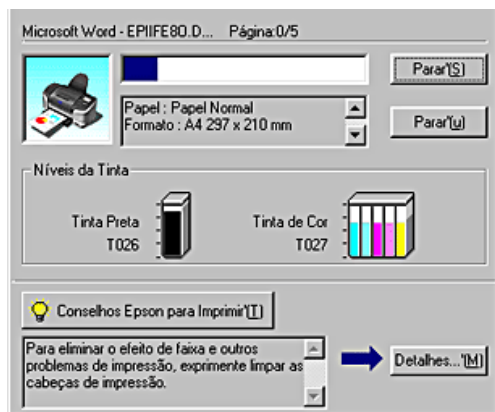 Microsoft Word - EPIIFE80.D... Página:0/5
Parar'(S)
Papel : Papel Normal
Formato : A4 297 x 210 mm
Parar'(u)
Níveis da Tinta
Tinta Preta
T026
Tinta de Cor
T027
Conselhos Epson para Imprimir'(T)
Para eliminar o efeito de faixa e outros
problemas de impressão, exprimente limpar as
cabeças de impressão.
Detalhes...'(M)